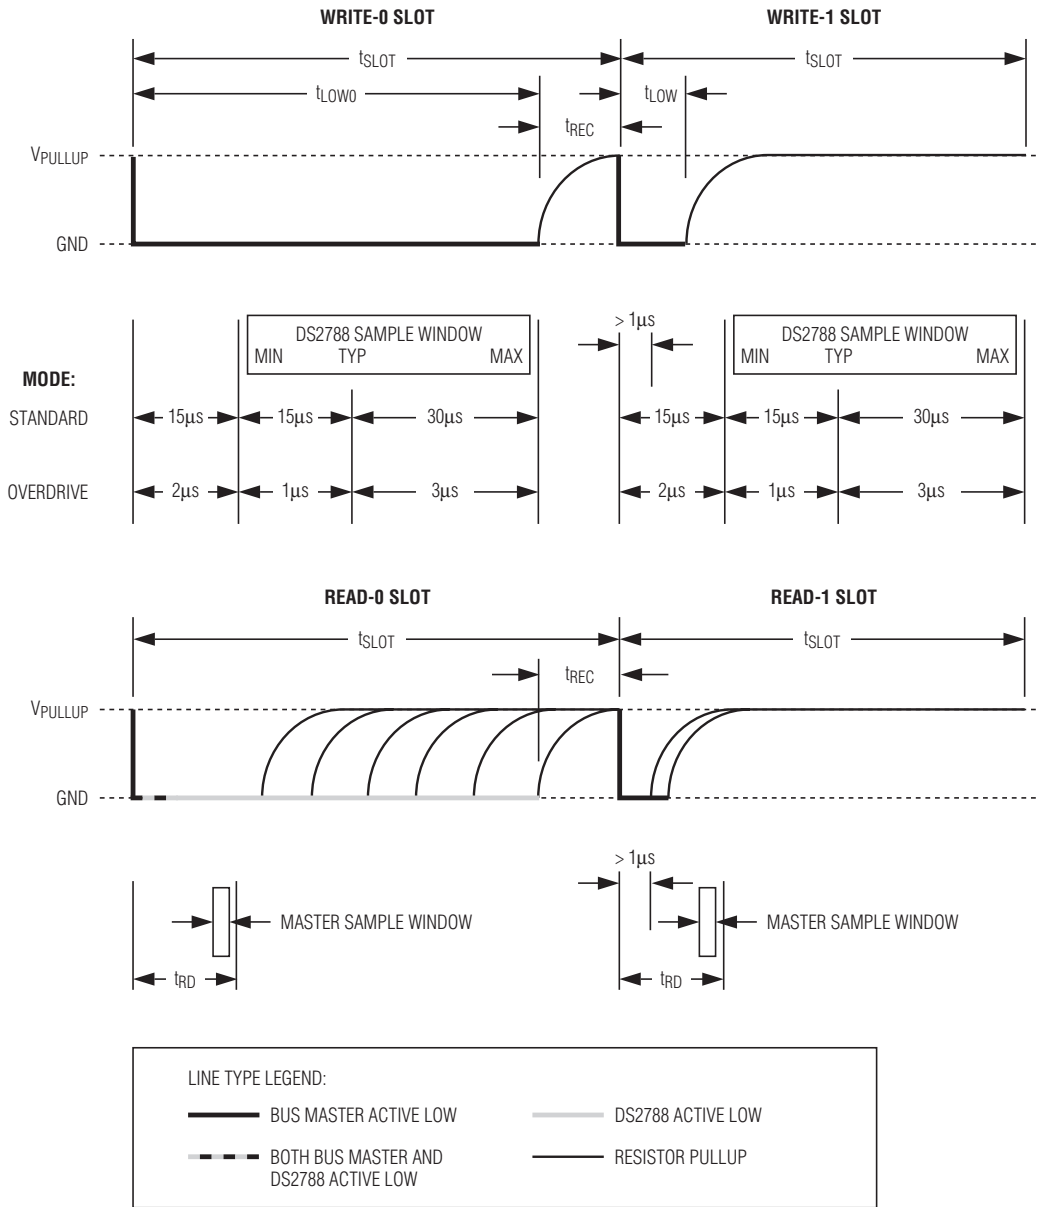 WRITE-0 SLOT WRITE-1 SLOT
tSLOT tSLOT
tLOW0 tLOW
tREC
VPULLUP
GND
> 1μs
DS2788 SAMPLE WINDOW DS2788 SAMPLE WINDOW
MIN TYP MAX MIN TYP MAX
MODE:
STANDARD 15μs 15μs 30μs 15μs 15μs 30μs
OVERDRIVE 2μs 1μs 3μs 2μs 1μs 3μs
READ-0 SLOT READ-1 SLOT
tSLOT tSLOT
tREC
VPULLUP
GND
> 1μs
MASTER SAMPLE WINDOW MASTER SAMPLE WINDOW
tRD tRD
LINE TYPE LEGEND:
BUS MASTER ACTIVE LOW DS2788 ACTIVE LOW
BOTH BUS MASTER AND RESISTOR PULLUP
DS2788 ACTIVE LOW